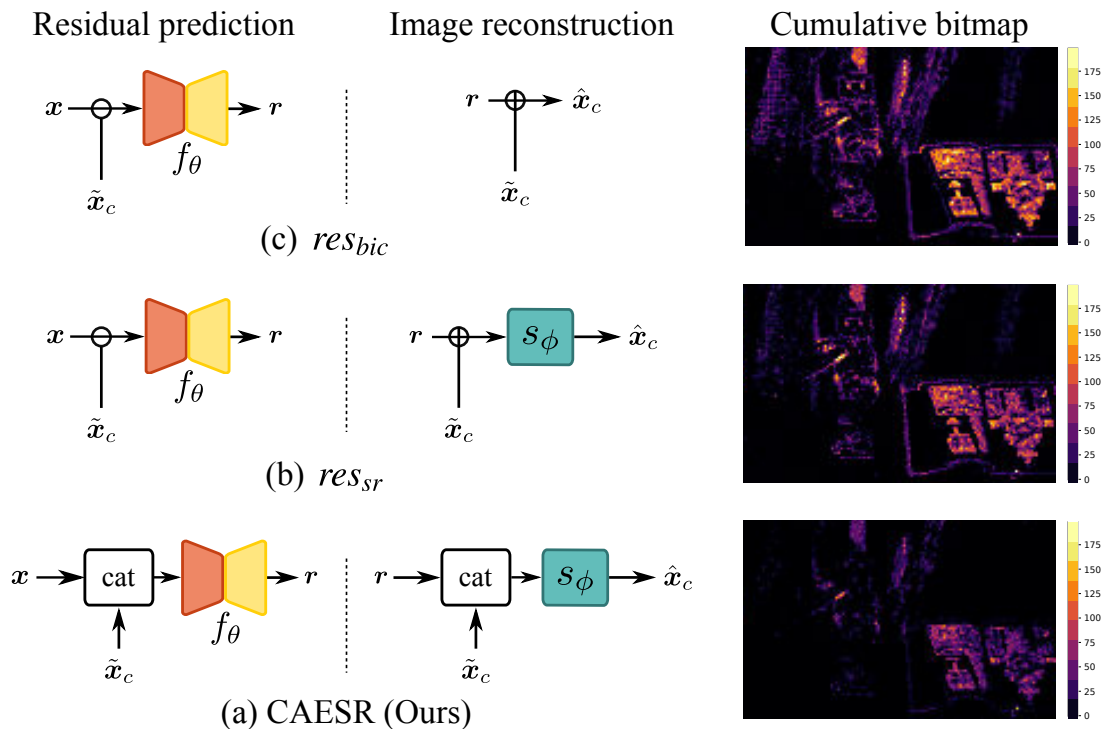 Residual prediction Image reconstruction Cumulative bitmap
x r r x̂c
fθ
x̃c x̃c
175
150
125
100
75
50
25
0
(c) resbic
x r r sϕ x̂c
fθ
x̃c x̃c
175
150
125
100
75
50
25
0
(b) ressr
x cat r r cat sϕ x̂c
fθ
x̃c x̃c
175
150
125
100
75
50
25
0
(a) CAESR (Ours)